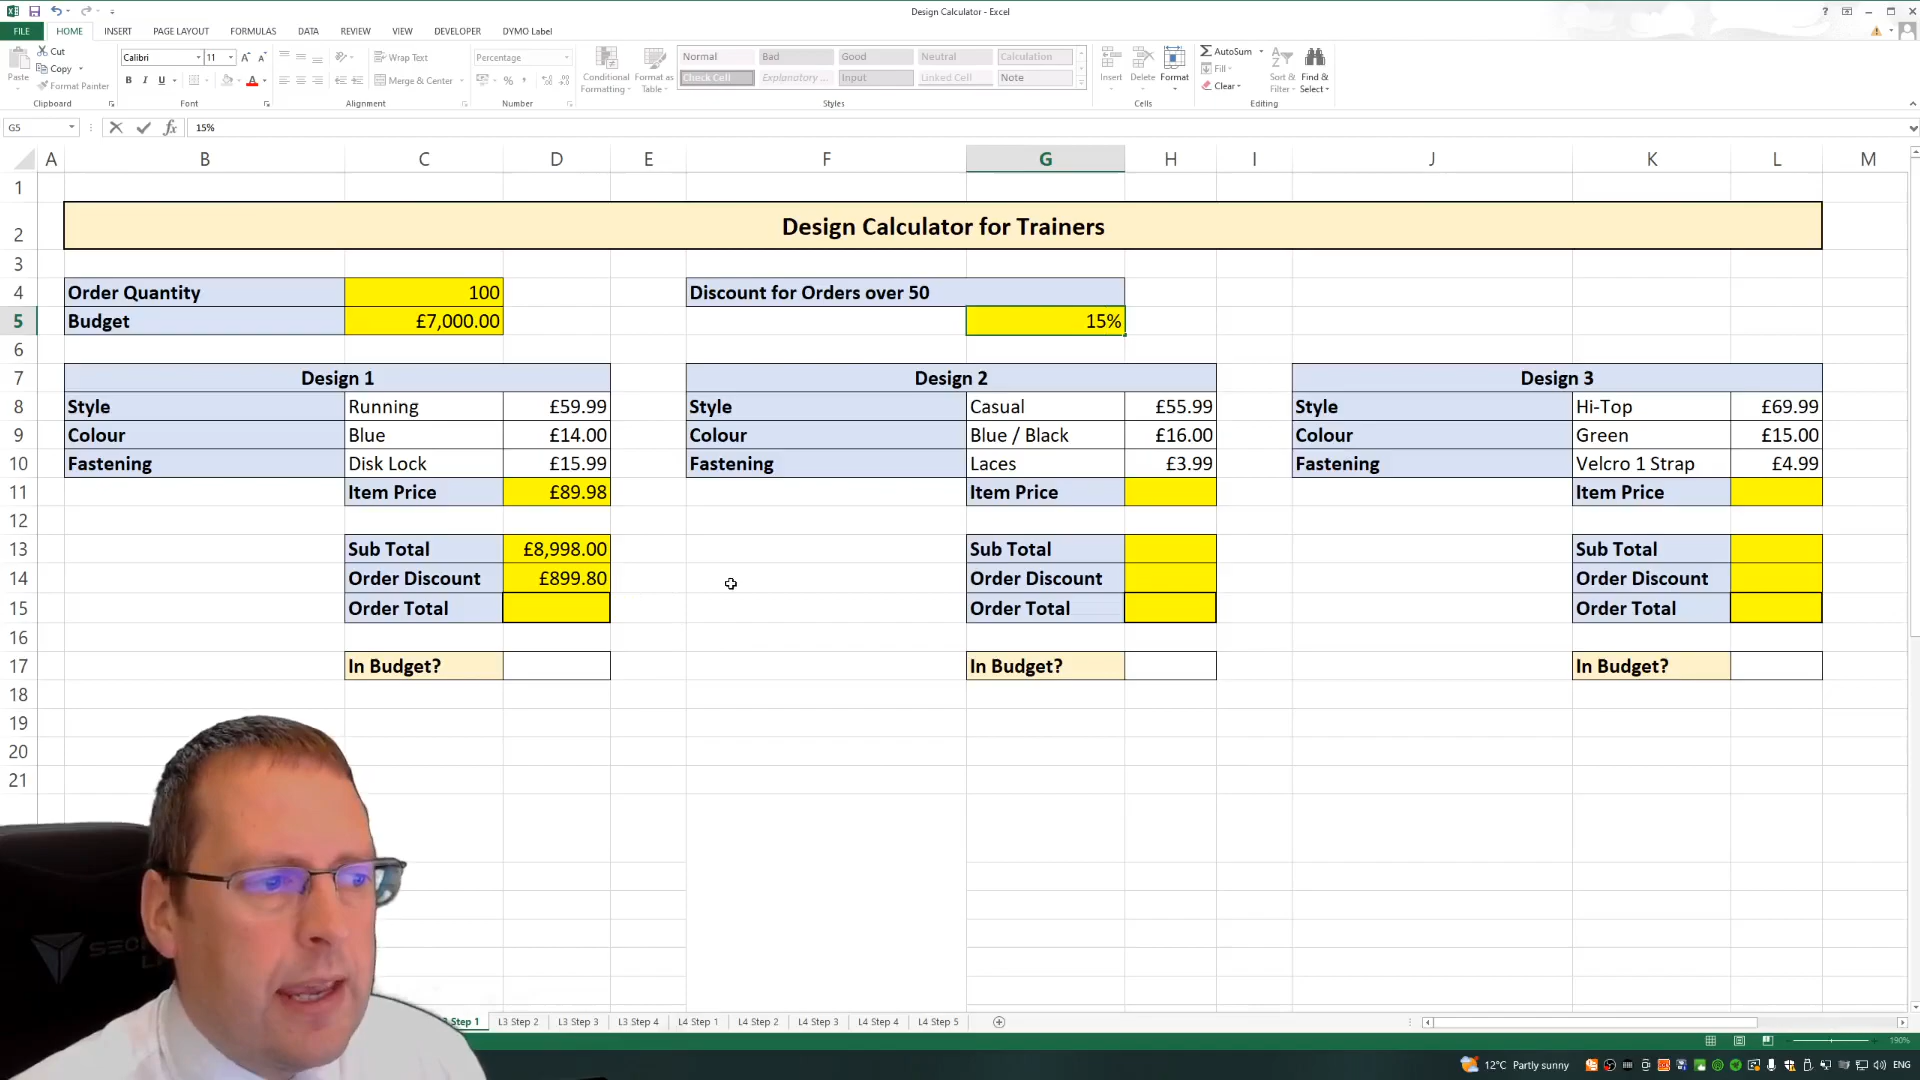 Design Calculator - Excel
FILE HOME INSERT PAGE LAYOUT FORMULAS DATA REVIEW VIEW DEVELOPER DYMO Label
Paste Cut Copy Format Painter
Calibri 11
B I U
Wrap Text
Merge & Center
Percentage
Conditional Formatting Format as Table
Normal Bad Good Neutral Calculation
Check Cell Explanatory ... Input Linked Cell Note
Insert Delete Format
AutoSum Fill Clear
Sort & Filter Find & Select
Clipboard Font Alignment Number Styles Cells Editing
G5 fx 15%
A B C D E F G H I J K L M
1
2 Design Calculator for Trainers
3
4 Order Quantity 100 Discount for Orders over 50
5 Budget £7,000.00 15%
6
7 Design 1 Design 2 Design 3
8 Style Running £59.99 Style Casual £55.99 Style Hi-Top £69.99
9 Colour Blue £14.00 Colour Blue / Black £16.00 Colour Green £15.00
10 Fastening Disk Lock £15.99 Fastening Laces £3.99 Fastening Velcro 1 Strap £4.99
11 Item Price £89.98 Item Price Item Price
12
13 Sub Total £8,998.00 Sub Total Sub Total
14 Order Discount £899.80 Order Discount Order Discount
15 Order Total Order Total Order Total
16
17 In Budget? In Budget? In Budget?
18
19
20
21
Step 1 L3 Step 2 L3 Step 3 L3 Step 4 L4 Step 1 L4 Step 2 L4 Step 3 L4 Step 4 L4 Step 5
190%
12°C Partly sunny ENG